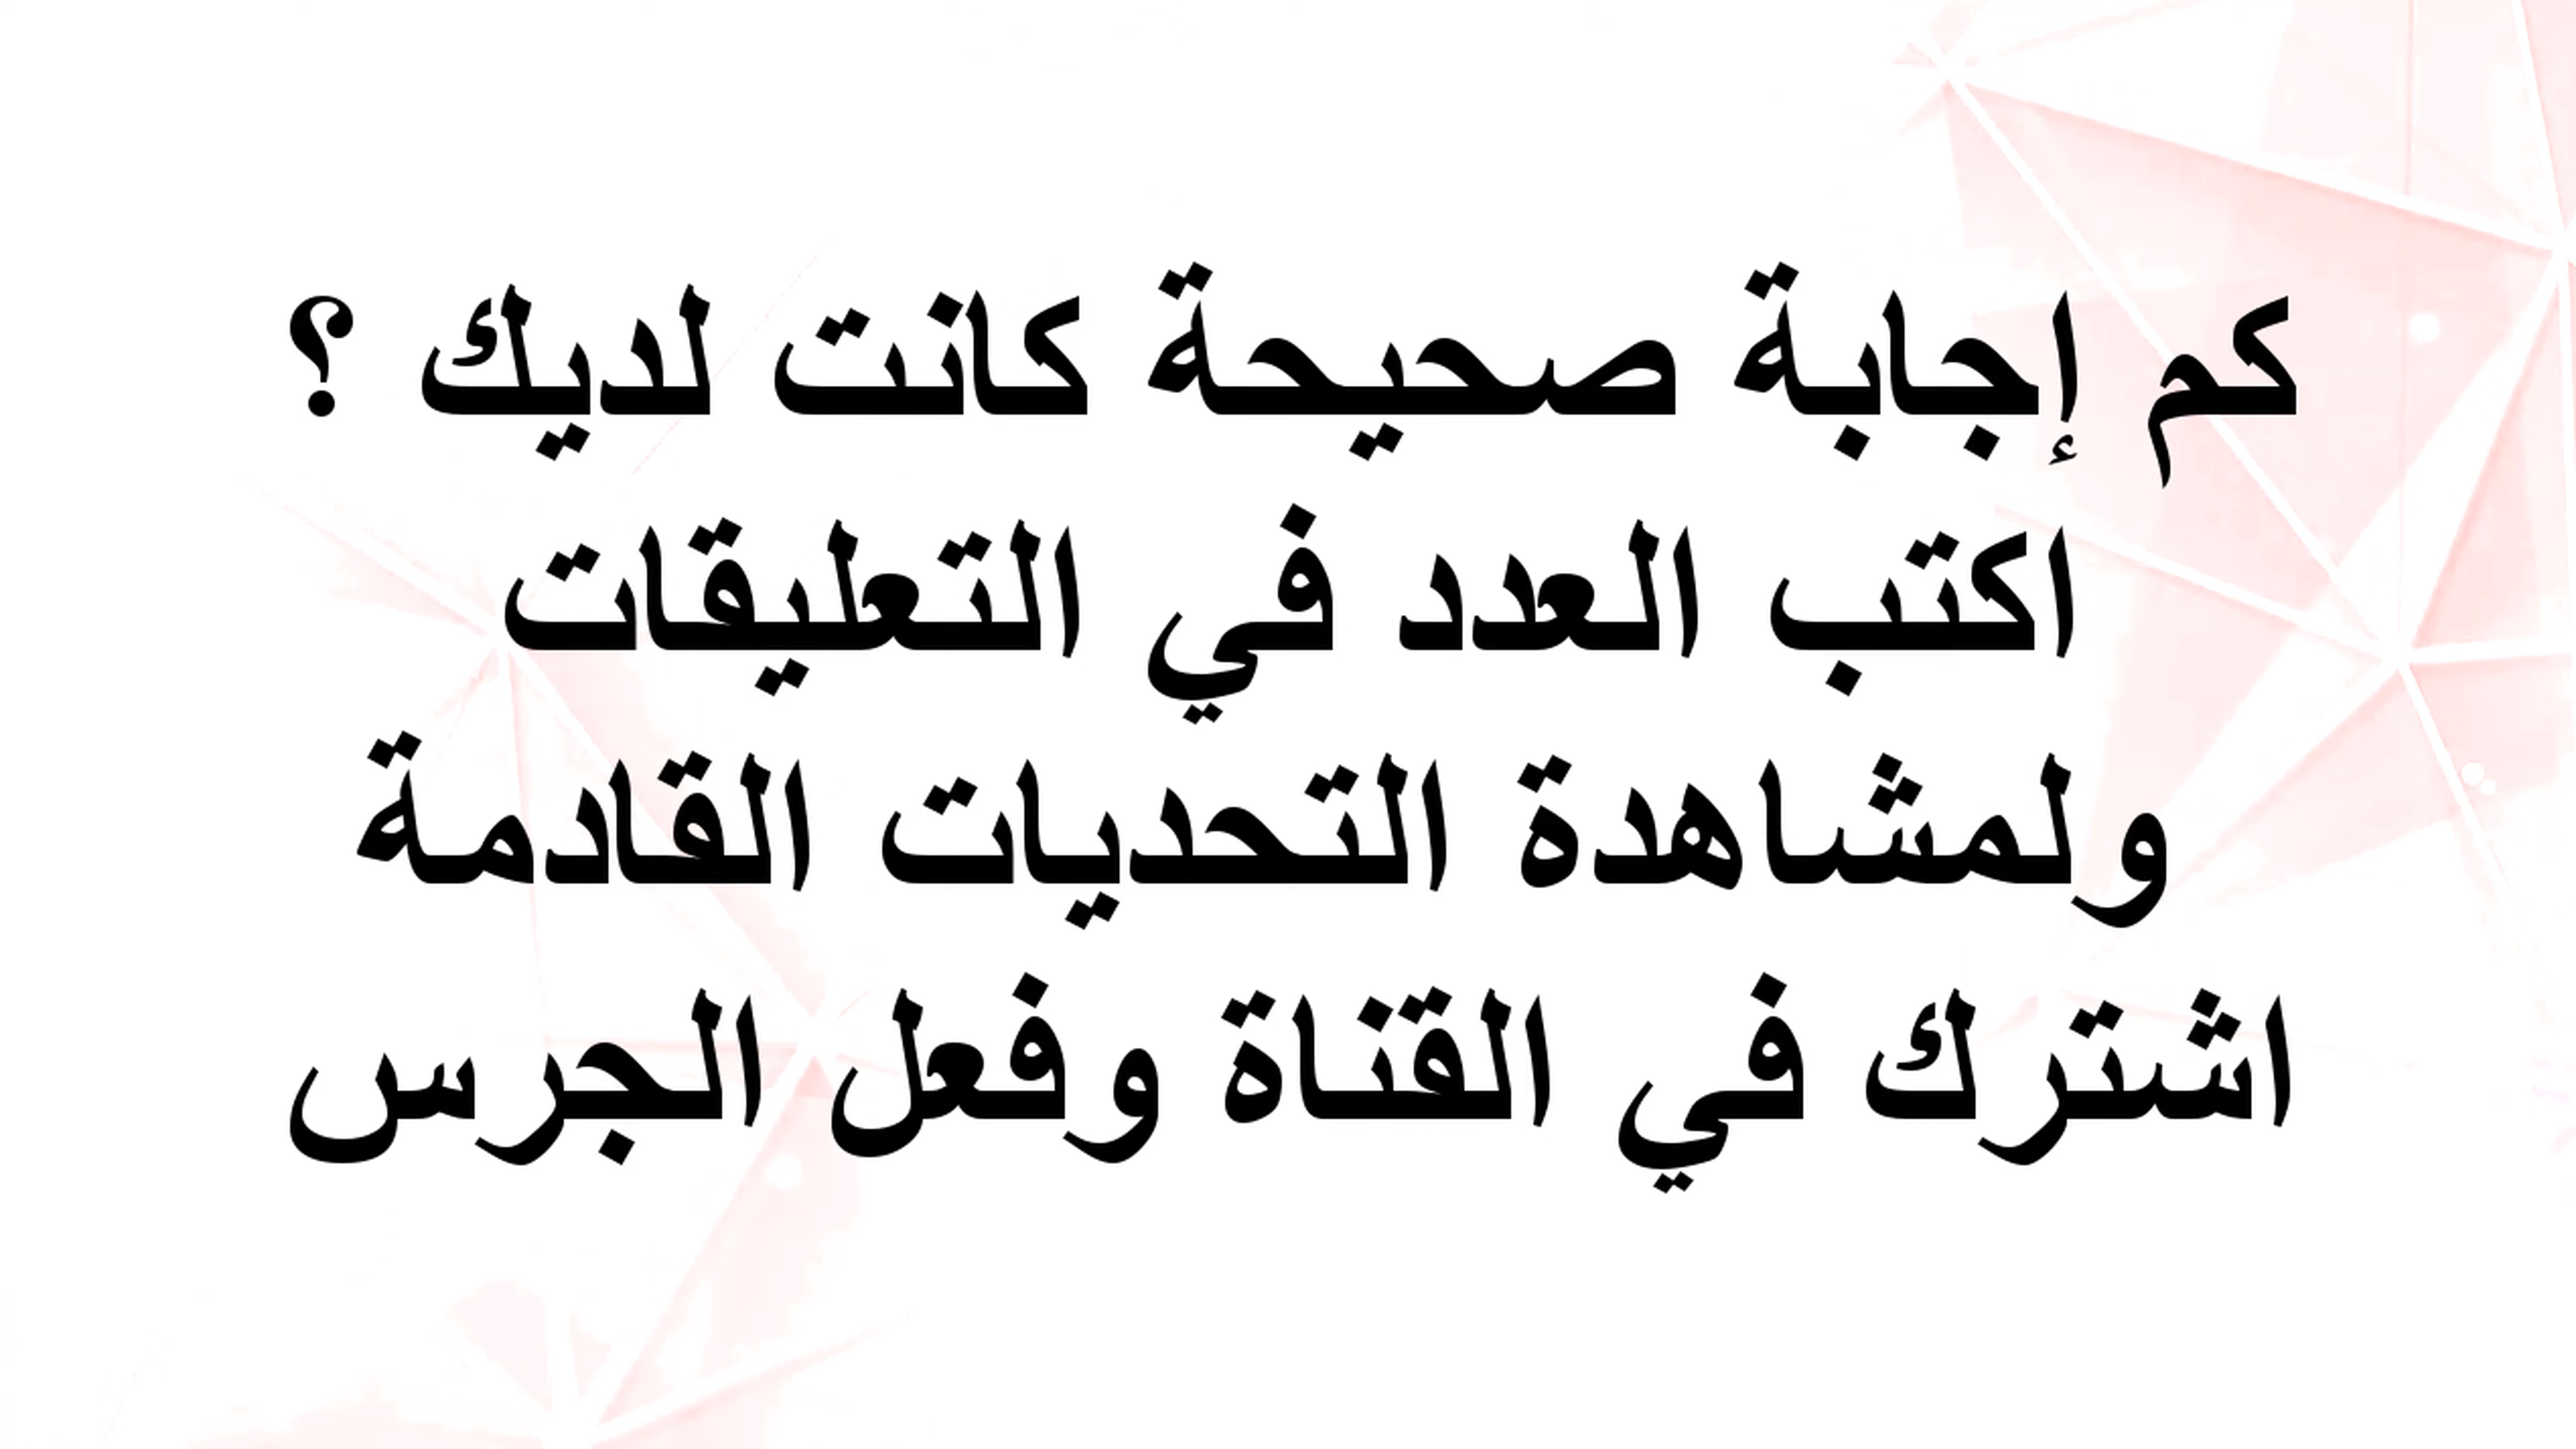 كم إجابة صحيحة كانت لديك ؟
اكتب العدد في التعليقات
ولمشاهدة التحديات القادمة
اشترك في القناة وفعل الجرس